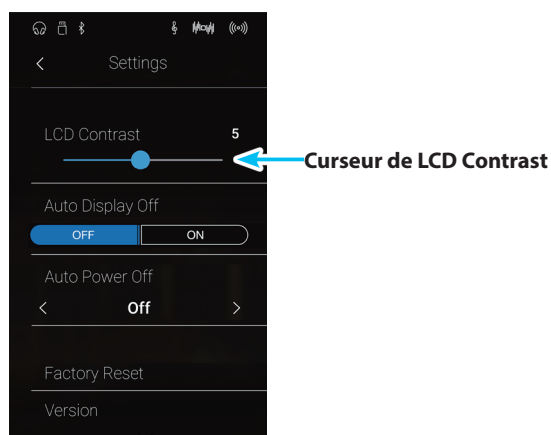 Settings
LCD Contrast 5
Curseur de LCD Contrast
Auto Display Off
OFF ON
Auto Power Off
< Off >
Factory Reset
Version